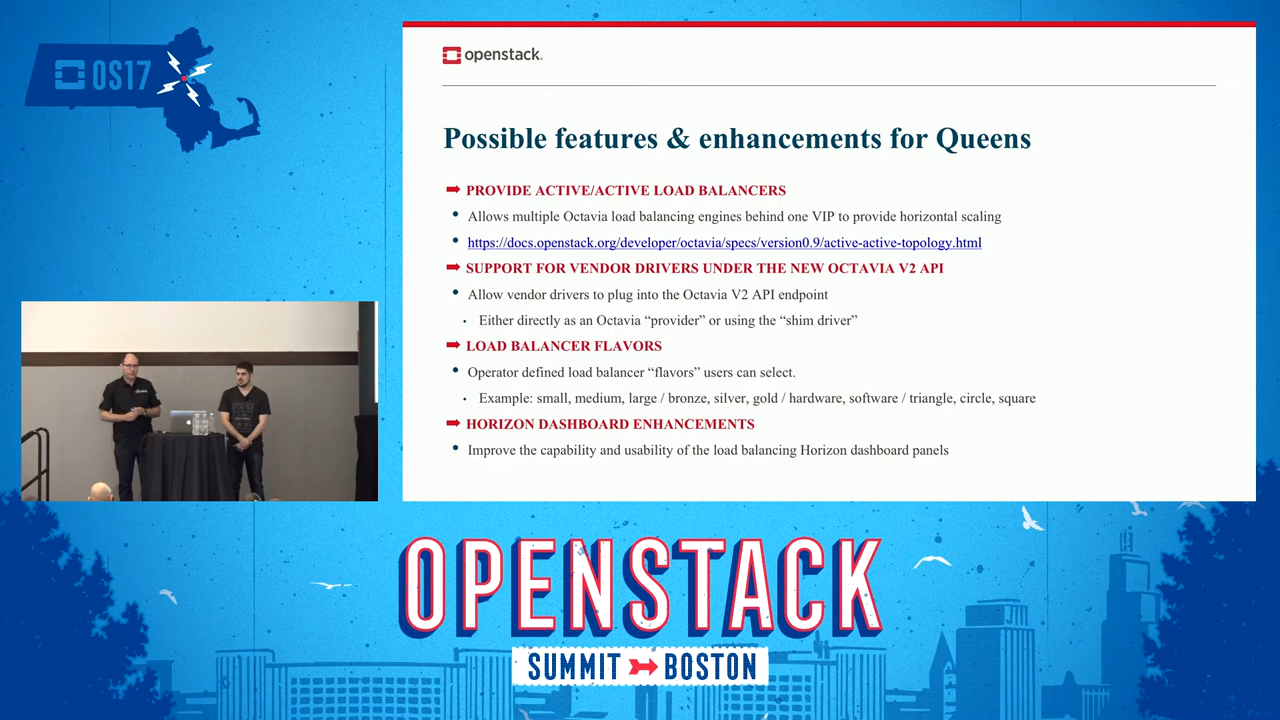 OS17
openstack.
Possible features & enhancements for Queens
PROVIDE ACTIVE/ACTIVE LOAD BALANCERS
Allows multiple Octavia load balancing engines behind one VIP to provide horizontal scaling
https://docs.openstack.org/developer/octavia/specs/version0.9/active-active-topology.html
SUPPORT FOR VENDOR DRIVERS UNDER THE NEW OCTAVIA V2 API
Allow vendor drivers to plug into the Octavia V2 API endpoint
Either directly as an Octavia “provider” or using the “shim driver”
LOAD BALANCER FLAVORS
Operator defined load balancer “flavors” users can select.
Example: small, medium, large / bronze, silver, gold / hardware, software / triangle, circle, square
HORIZON DASHBOARD ENHANCEMENTS
Improve the capability and usability of the load balancing Horizon dashboard panels
OPENSTACK
SUMMIT BOSTON